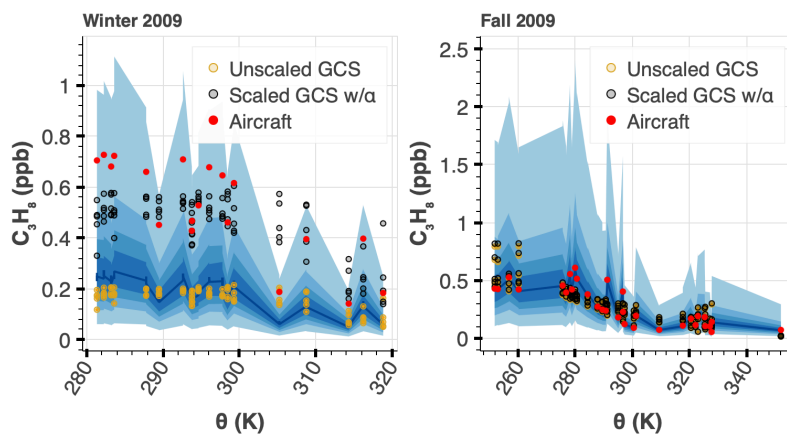 Winter 2009
C₃H₈ (ppb)
1
0.8
0.6
0.4
0.2
0
280
290
300
310
320
θ (K)
Unscaled GCS
Scaled GCS w/α
Aircraft
Fall 2009
C₃H₈ (ppb)
2.5
2
1.5
1
0.5
0
260
280
300
320
340
θ (K)
Unscaled GCS
Scaled GCS w/α
Aircraft